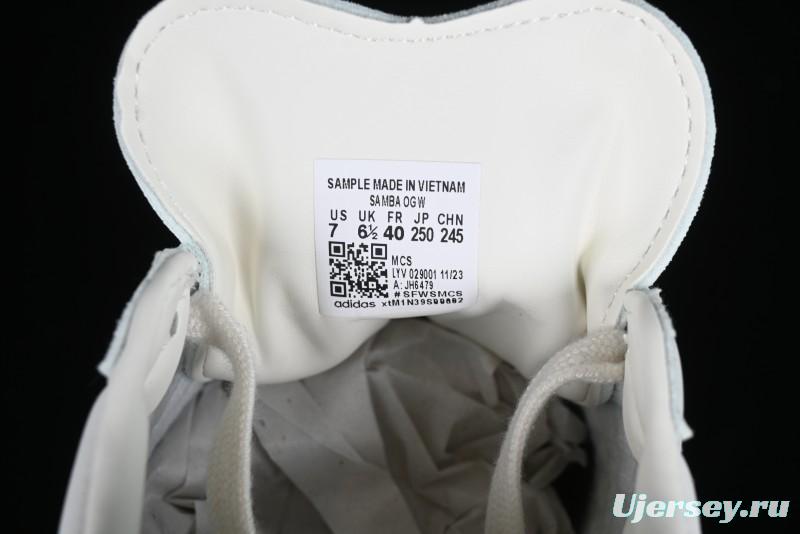 SAMPLE MADE IN VIETNAM
SAMBA OG W
US UK FR JP CHN
7 6½ 40 250 245
MCS
LYV 029001 11/23
A: JH6479
#SFWSMCS
adidas
Ujersey.ru